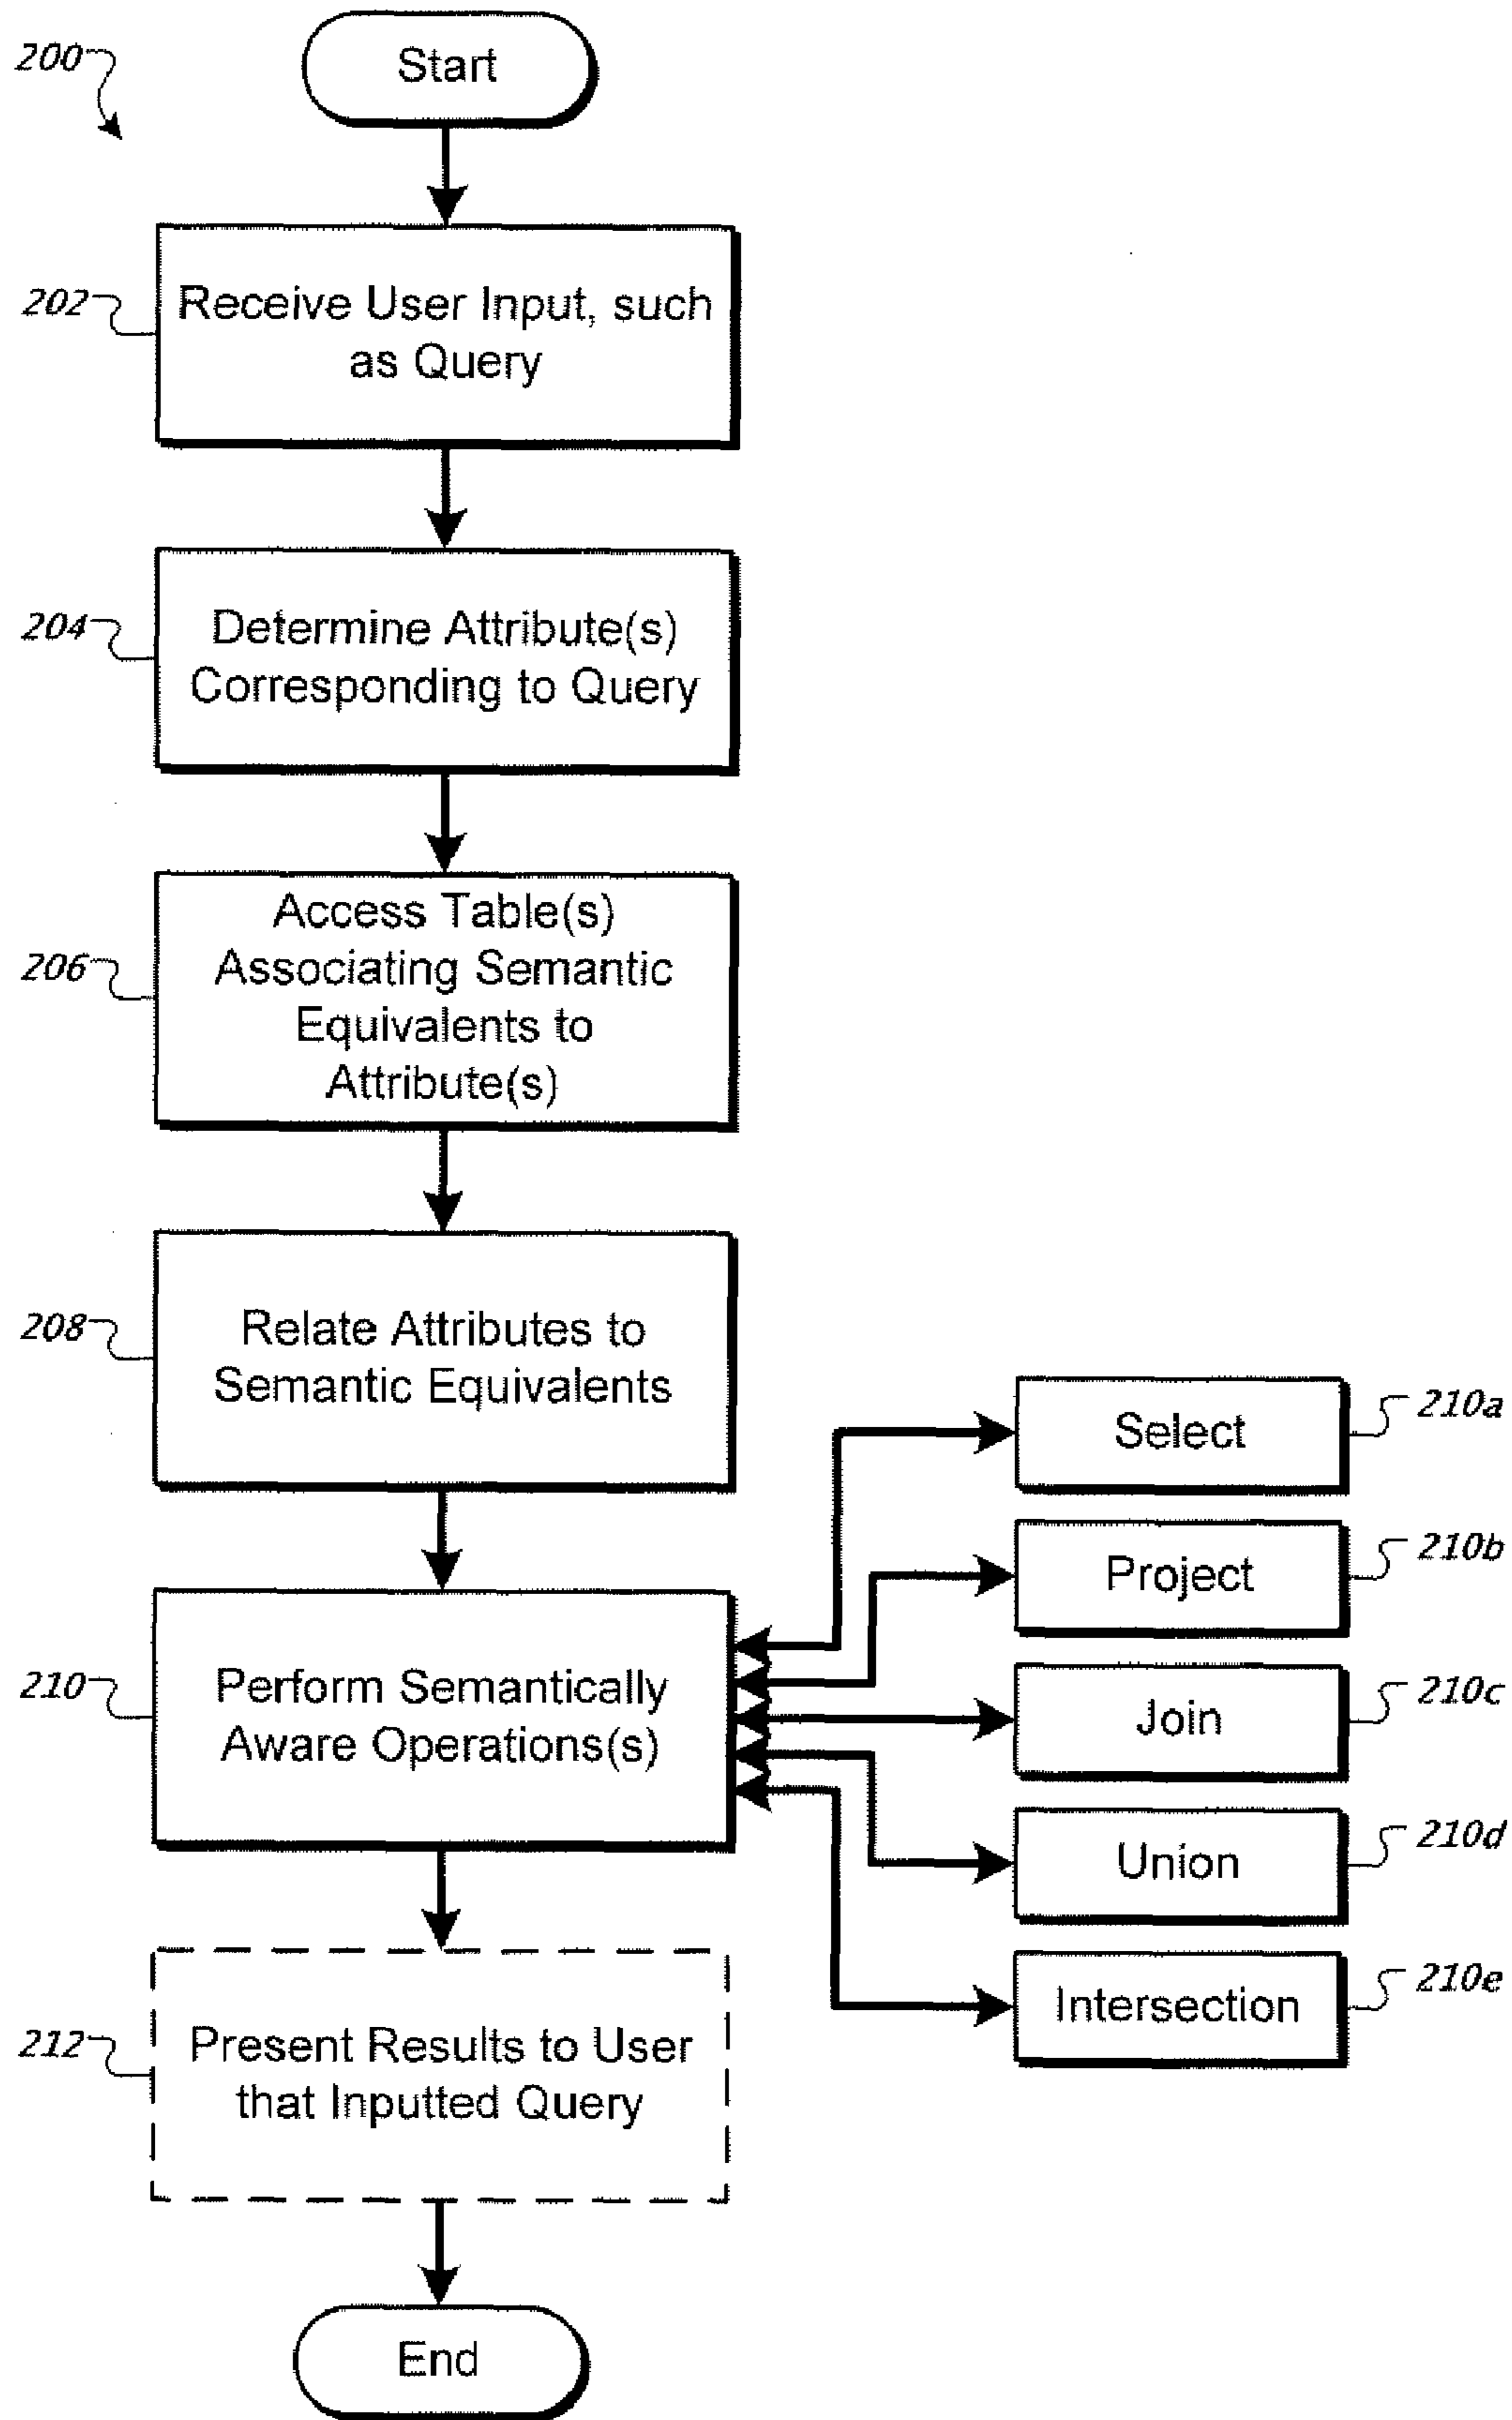 200
Start
202
Receive User Input, such
as Query
204
Determine Attribute(s)
Corresponding to Query
206
Access Table(s)
Associating Semantic
Equivalents to
Attribute(s)
208
Relate Attributes to
Semantic Equivalents
210
Perform Semantically
Aware Operations(s)
Select
210a
Project
210b
Join
210c
Union
210d
Intersection
210e
212
Present Results to User
that Inputted Query
End